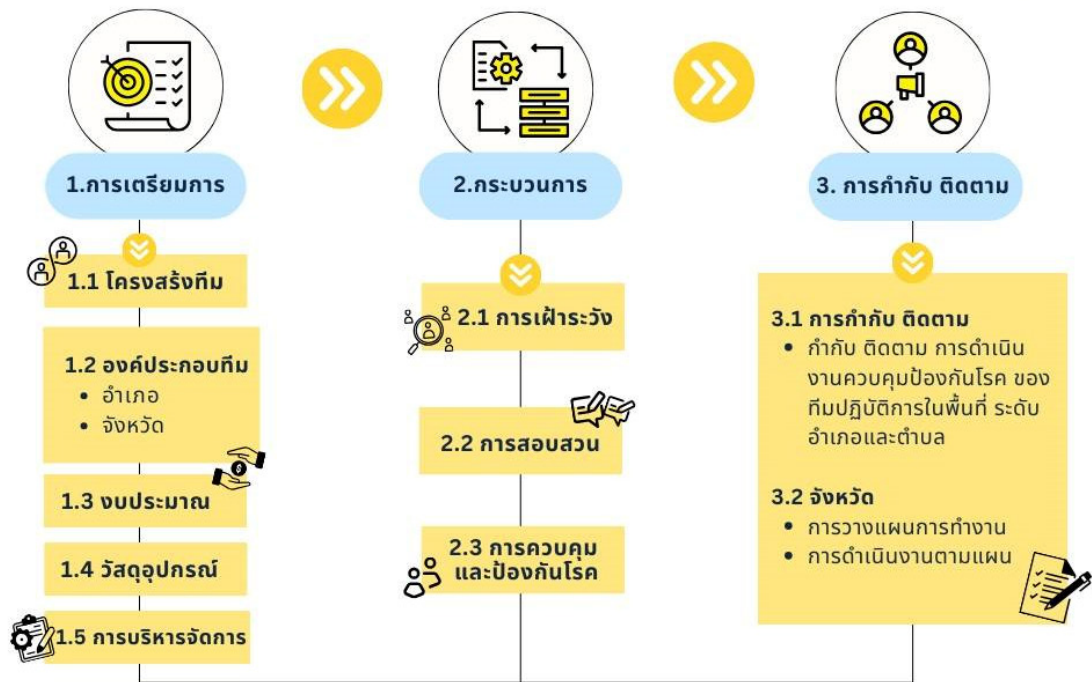 1.การเตรียมการ
1.1 โครงสร้งทีม
1.2 องค์ประกอบทีม
• อำเภอ
• จังหวัด
1.3 งบประมาณ
1.4 วัสดุอุปกรณ์
1.5 การบริหารจัดการ
2.กระบวนการ
2.1 การเฝ้าระวัง
2.2 การสอบสวน
2.3 การควบคุม
และป้องกันโรค
3. การกำกับ ติดตาม
3.1 การกำกับ ติดตาม
• กำกับ ติดตาม การดำเนิน
งานควบคุมป้องกันโรค ของ
ทีมปฏิบัติการในพื้นที่ ระดับ
อำเภอและตำบล
3.2 จังหวัด
• การวางแผนการทำงาน
• การดำเนินงานตามแผน